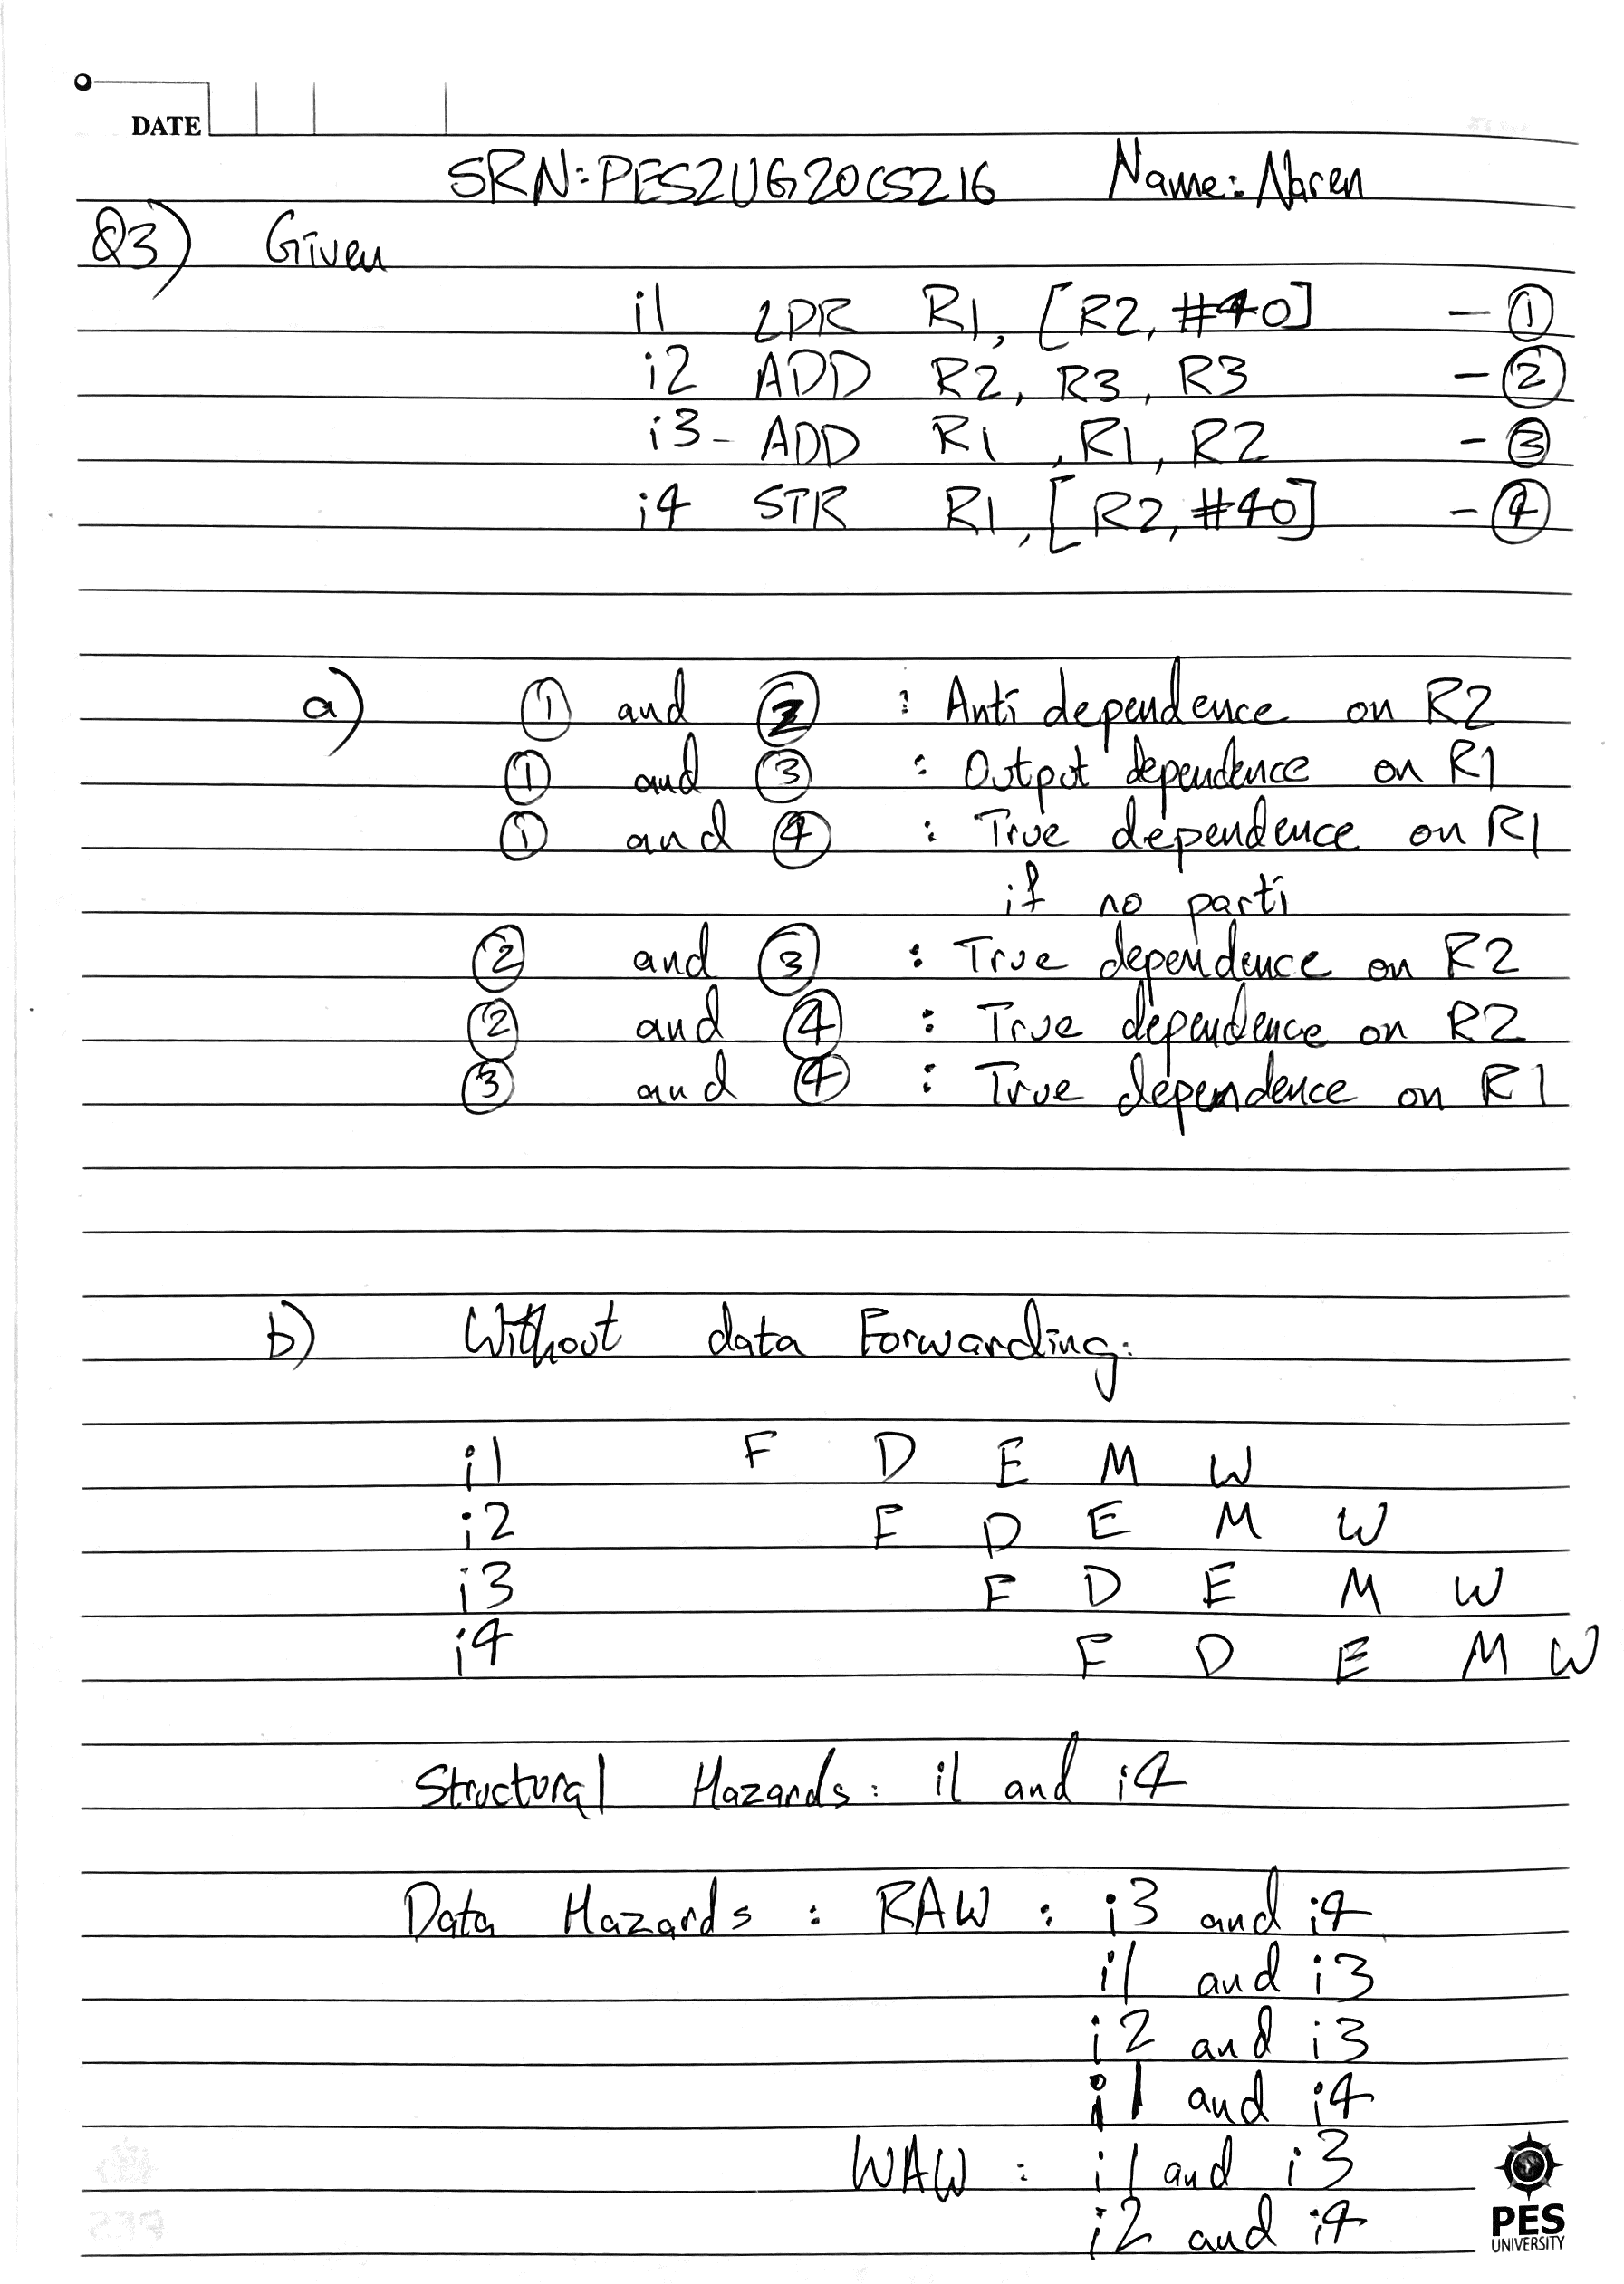 DATE
SRN: PES2UG20CS216 Name: Naren
Q3) Given
i1 LDR R1, [R2, #40] - ①
i2 ADD R2, R3, R3 - ②
i3 - ADD R1, R1, R2 - ③
i4 STR R1, [R2, #40] - ④
a) ① and ② : Anti dependence on R2
① and ③ : Output dependence on R1
① and ④ : True dependence on R1
if no parti
② and ③ : True dependence on R2
② and ④ : True dependence on R2
③ and ④ : True dependence on R1
b) Without data Forwarding:
i1 F D E M W
i2 F D E M W
i3 F D E M W
i4 F D E M W
Structural Hazards: i1 and i4
Data Hazards : RAW : i3 and i4
i1 and i3
i2 and i3
i1 and i4
WAW : i1 and i3
i2 and i4
PES
UNIVERSITY